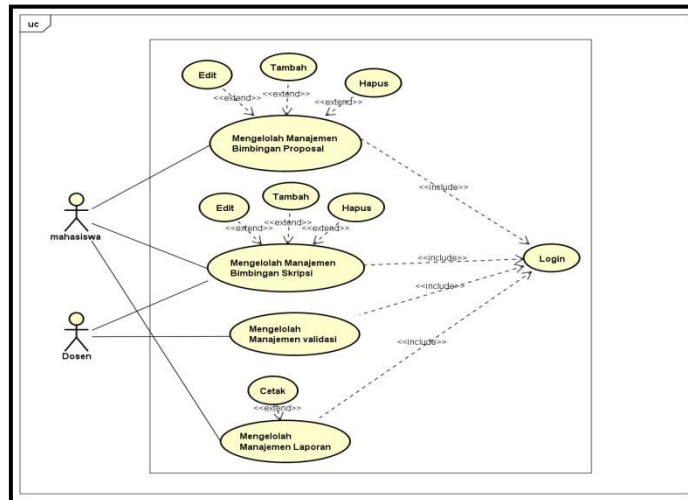 uc
Tambah
Edit
Hapus
<<extend>>
<<extend>>
<<extend>>
Mengelolah Manajemen
Bimbingan Proposal
<<include>>
Tambah
Edit
Hapus
<<extend>>
<<extend>>
<<extend>>
mahasiswa
Mengelolah Manajemen
Bimbingan Skripsi
<<include>>
Login
<<include>>
Mengelolah
Manajemen validasi
Dosen
<<include>>
Cetak
<<extend>>
Mengelolah
Manajemen Laporan